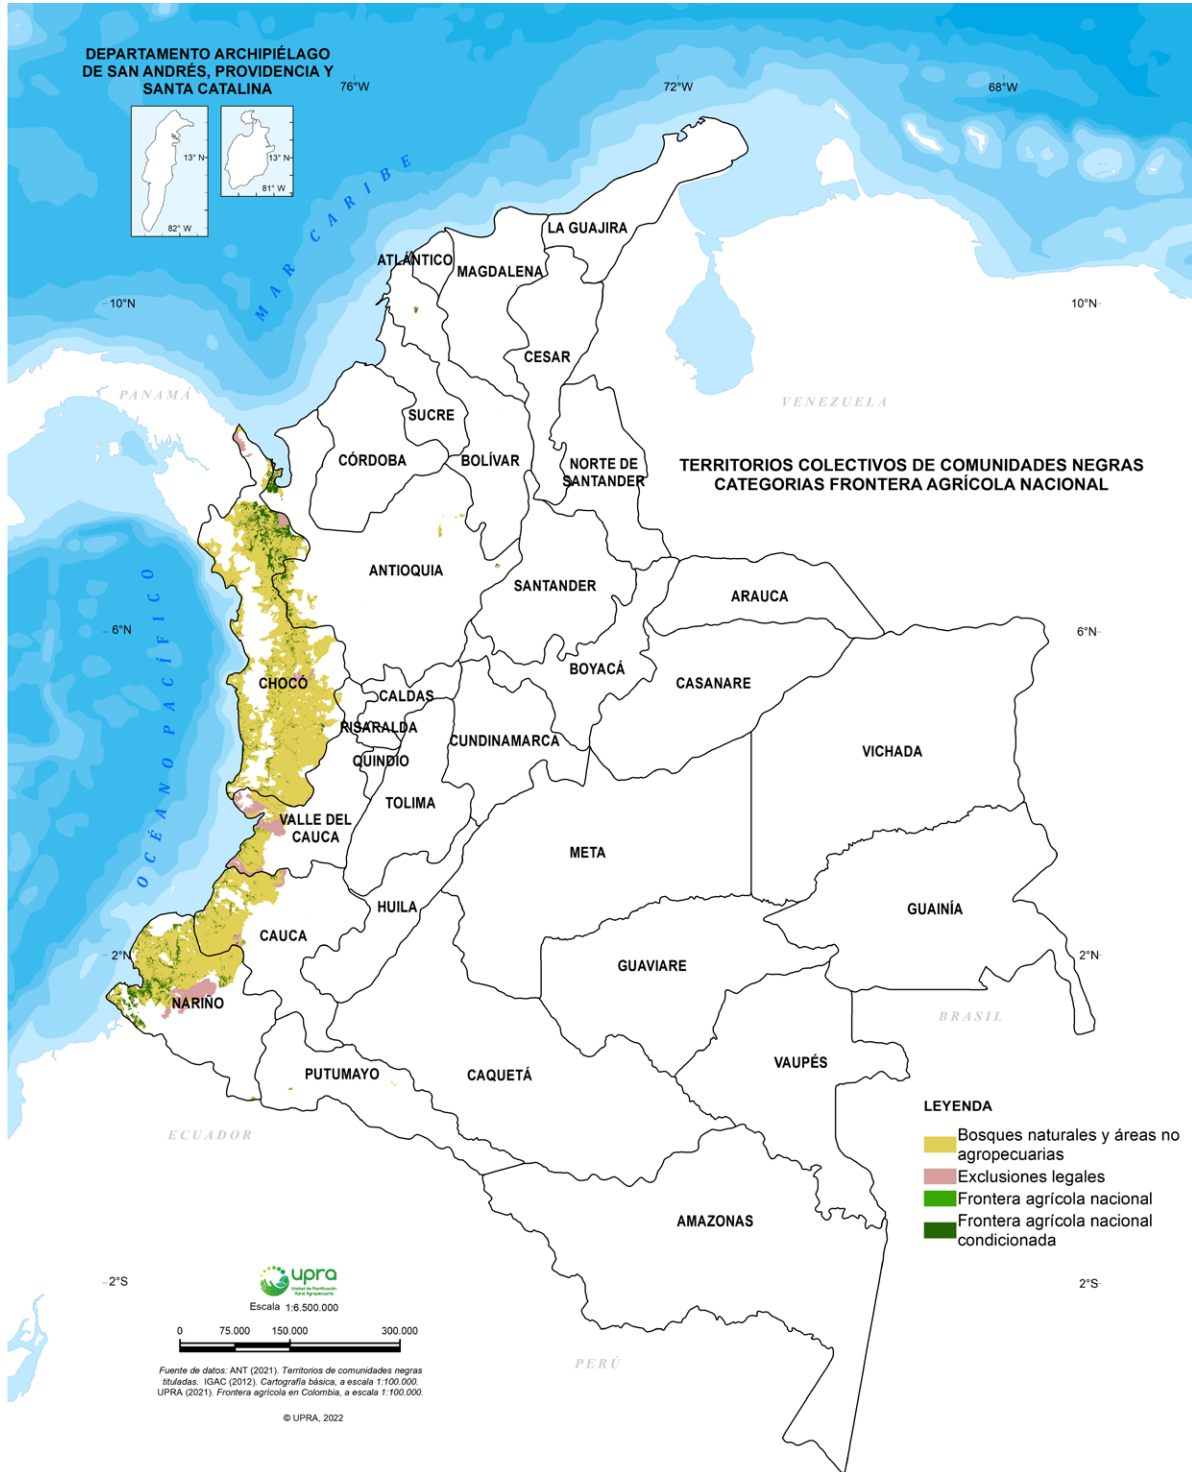 DEPARTAMENTO ARCHIPIÉLAGO
DE SAN ANDRÉS, PROVIDENCIA Y
SANTA CATALINA
76°W
72°W
68°W
13° N
82° W
13° N
81° W
MAR CARIBE
LA GUAJIRA
ATLÁNTICO
MAGDALENA
10°N
10°N
CESAR
PANAMÁ
VENEZUELA
SUCRE
CÓRDOBA
BOLÍVAR
NORTE DE
SANTANDER
TERRITORIOS COLECTIVOS DE COMUNIDADES NEGRAS
CATEGORIAS FRONTERA AGRÍCOLA NACIONAL
ANTIOQUIA
SANTANDER
ARAUCA
OCÉANO PACÍFICO
6°N
6°N
BOYACÁ
CHOCÓ
CASANARE
CALDAS
RISARALDA
CUNDINAMARCA
VICHADA
QUINDIO
TOLIMA
VALLE DEL
CAUCA
META
HUILA
GUAINÍA
CAUCA
2°N
2°N
GUAVIARE
NARIÑO
BRASIL
VAUPÉS
PUTUMAYO
CAQUETÁ
ECUADOR
LEYENDA
Bosques naturales y áreas no
agropecuarias
Exclusiones legales
Frontera agrícola nacional
Frontera agrícola nacional
condicionada
AMAZONAS
2°S
2°S
upra
Unidad de Planificación
Rural Agropecuaria
Escala 1:6.500.000
0 75.000 150.000 300.000
PERÚ
Fuente de datos: ANT (2021). Territorios de comunidades negras
tituladas. IGAC (2012). Cartografía básica, a escala 1:100.000.
UPRA (2021). Frontera agrícola en Colombia, a escala 1:100.000.
© UPRA, 2022